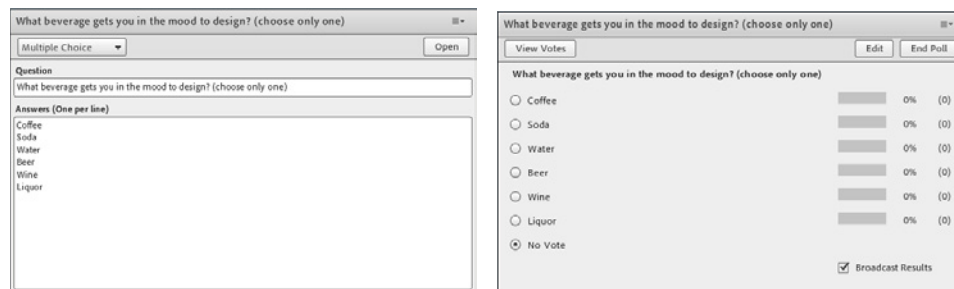 What beverage gets you in the mood to design? (choose only one)
Multiple Choice
Open
Question
What beverage gets you in the mood to design? (choose only one)
Answers (One per line)
Coffee
Soda
Water
Beer
Wine
Liquor
What beverage gets you in the mood to design? (choose only one)
View Votes Edit End Poll
What beverage gets you in the mood to design? (choose only one)
Coffee 0% (0)
Soda 0% (0)
Water 0% (0)
Beer 0% (0)
Wine 0% (0)
Liquor 0% (0)
No Vote
Broadcast Results